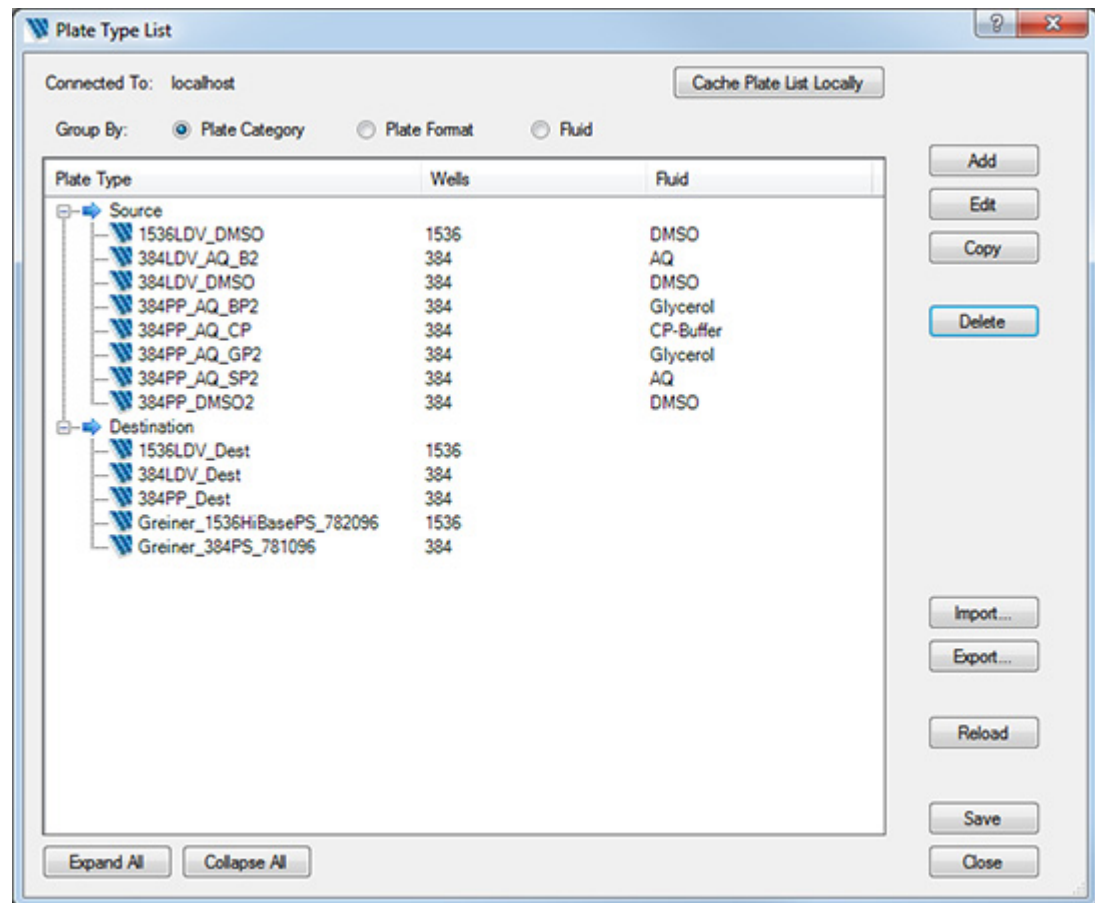 Plate Type List
Connected To: localhost Cache Plate List Locally
Group By: Plate Category Plate Format Fluid
Plate Type Wells Fluid
Source
1536LDV_DMSO 1536 DMSO
384LDV_AQ_B2 384 AQ
384LDV_DMSO 384 DMSO
384PP_AQ_BP2 384 Glycerol
384PP_AQ_CP 384 CP-Buffer
384PP_AQ_GP2 384 Glycerol
384PP_AQ_SP2 384 AQ
384PP_DMSO2 384 DMSO
Destination
1536LDV_Dest 1536
384LDV_Dest 384
384PP_Dest 384
Greiner_1536HiBasePS_782096 1536
Greiner_384PS_781096 384
Add
Edit
Copy
Delete
Import...
Export...
Reload
Save
Close
Expand All Collapse All